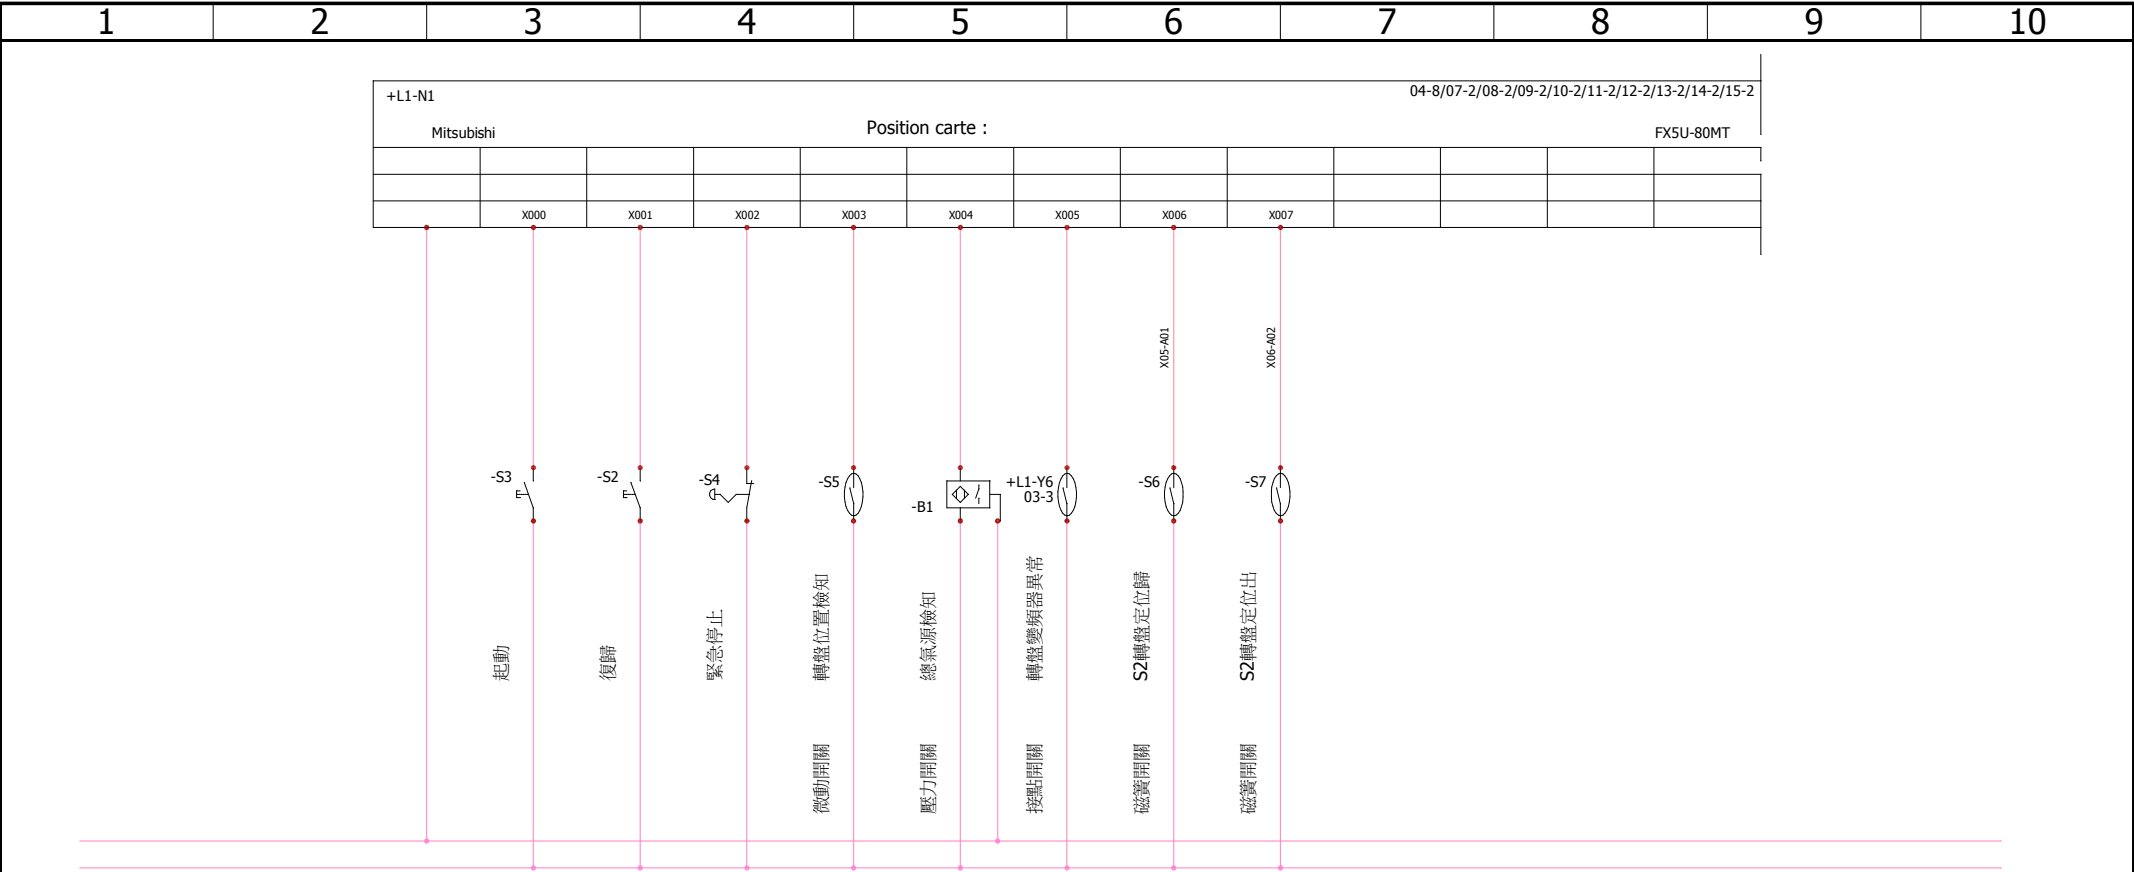 1 2 3 4 5 6 7 8 9 10
+L1-N1
04-8/07-2/08-2/09-2/10-2/11-2/12-2/13-2/14-2/15-2
Mitsubishi
Position carte :
FX5U-80MT
X000 X001 X002 X003 X004 X005 X006 X007
X05-A01
X06-A02
-S3
-S2
-S4
-S5
-B1
+L1-Y6
03-3
-S6
-S7
起動
復歸
緊急停止
轉盤位置檢知
總氣源檢知
轉盤變頻器異常
S2轉盤定位歸
S2轉盤定位出
微動開關
壓力開關
接點開關
磁簧開關
磁簧開關